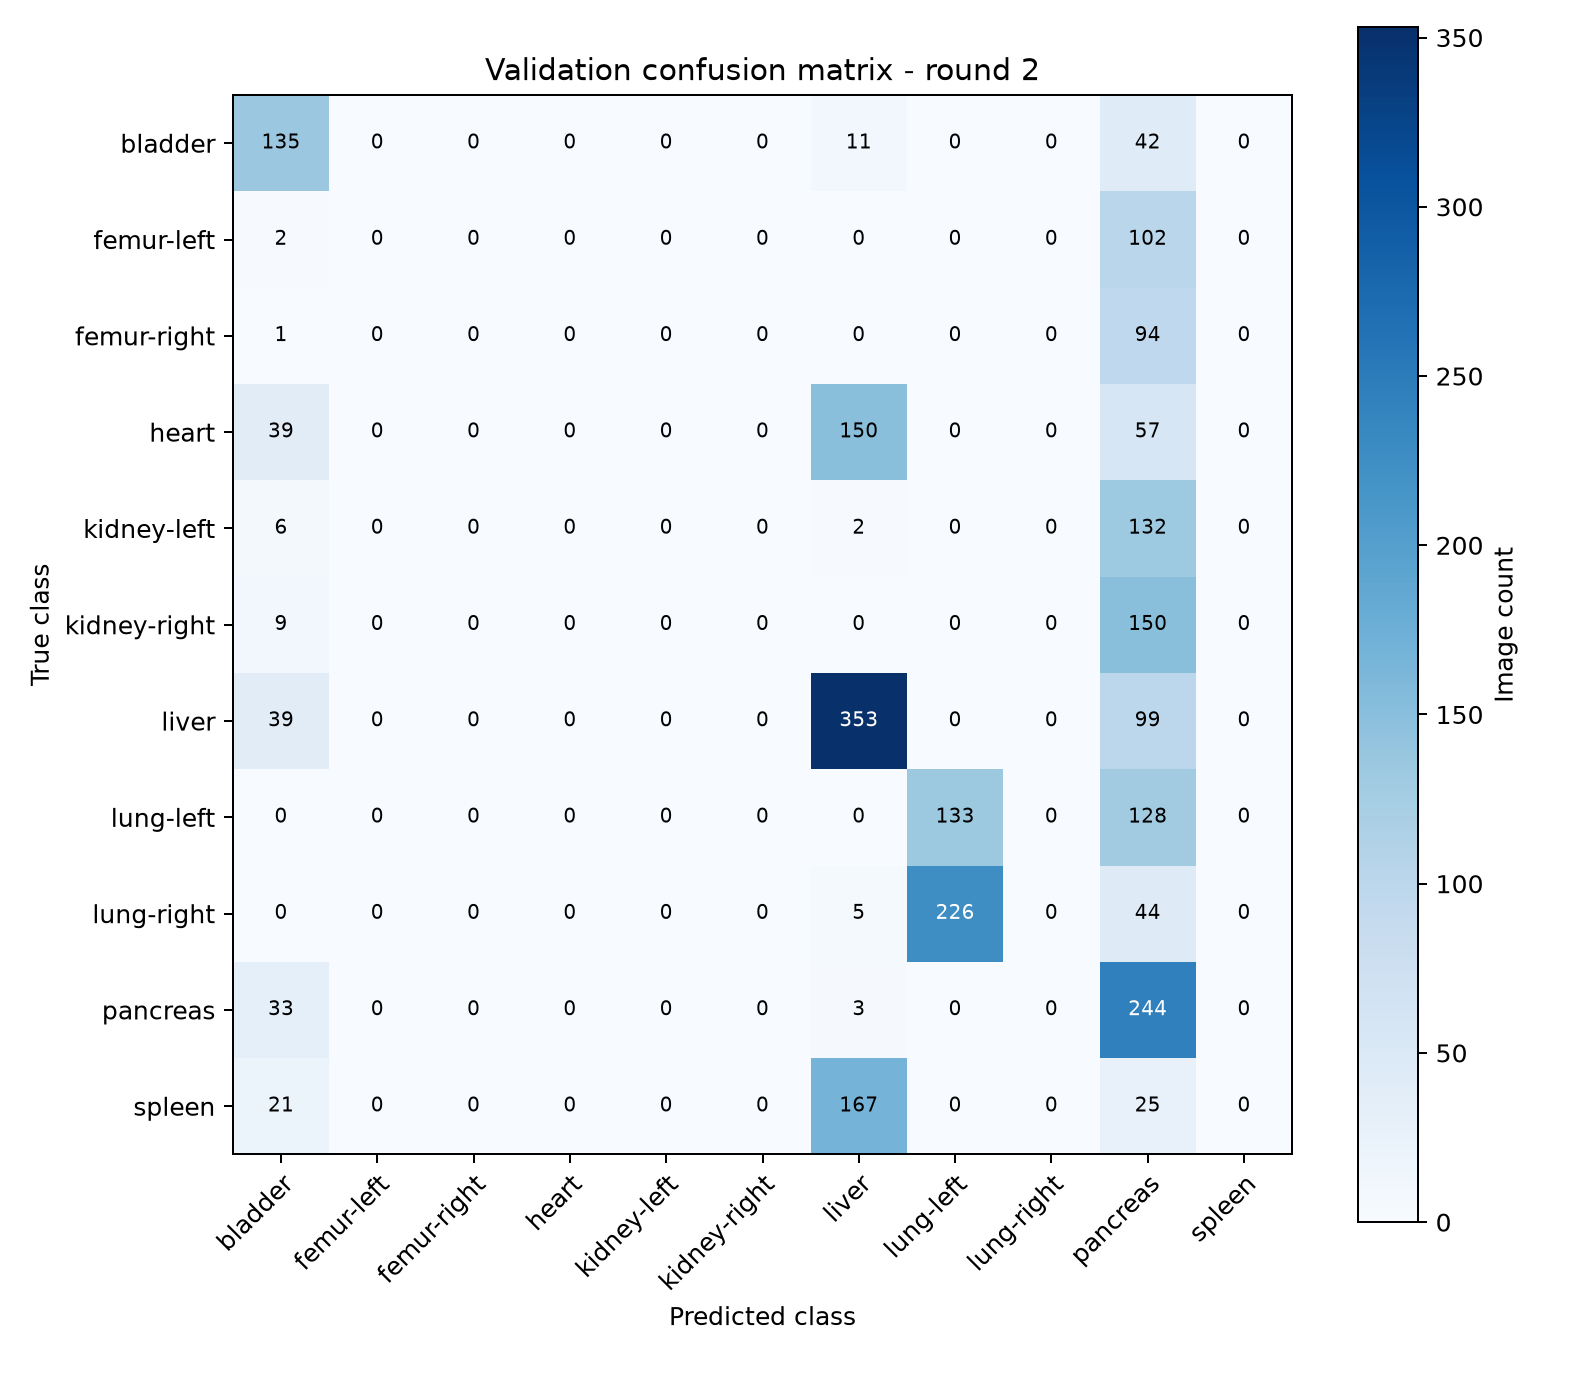 Validation confusion matrix - round 2
bladder 135 0 0 0 0 0 11 0 0 42 0
femur-left 2 0 0 0 0 0 0 0 0 102 0
femur-right 1 0 0 0 0 0 0 0 0 94 0
heart 39 0 0 0 0 0 150 0 0 57 0
kidney-left 6 0 0 0 0 0 2 0 0 132 0
kidney-right 9 0 0 0 0 0 0 0 0 150 0
liver 39 0 0 0 0 0 353 0 0 99 0
lung-left 0 0 0 0 0 0 0 133 0 128 0
lung-right 0 0 0 0 0 0 5 226 0 44 0
pancreas 33 0 0 0 0 0 3 0 0 244 0
spleen 21 0 0 0 0 0 167 0 0 25 0
bladder femur-left femur-right heart kidney-left kidney-right liver lung-left lung-right pancreas spleen
Predicted class
True class
350
300
250
200
150
100
50
0
Image count